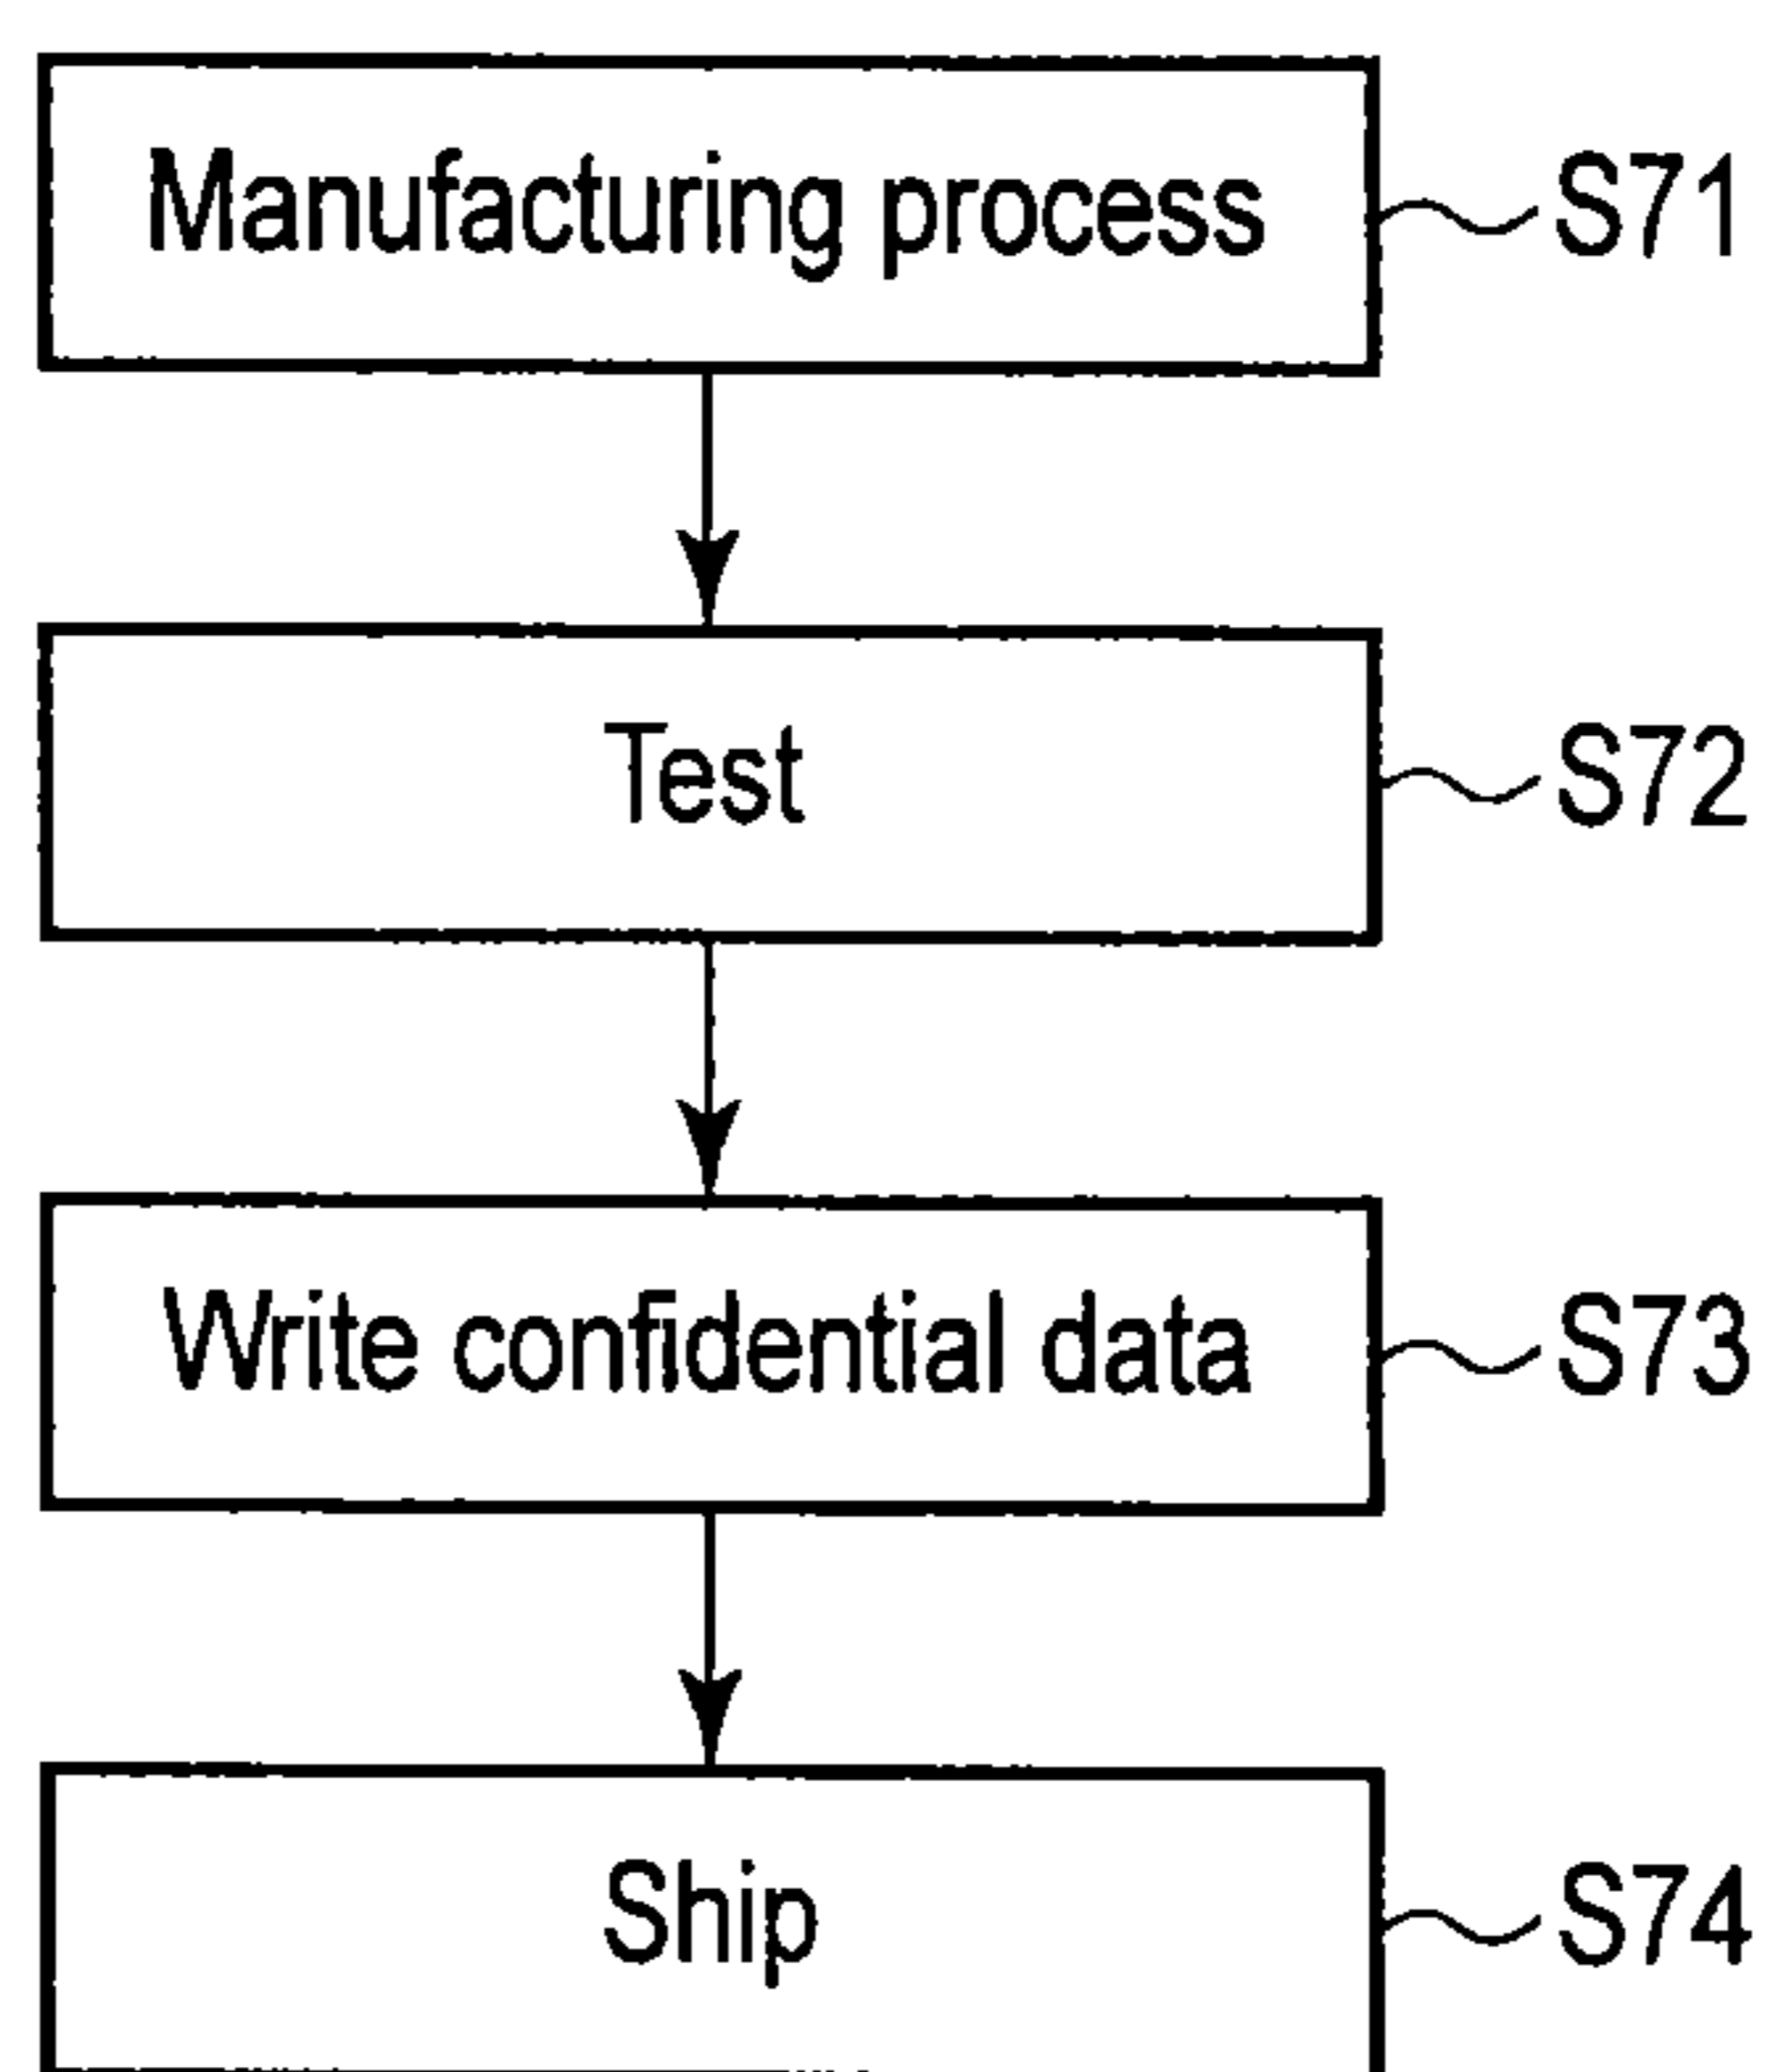 Manufacturing process S71
Test S72
Write confidential data S73
Ship S74